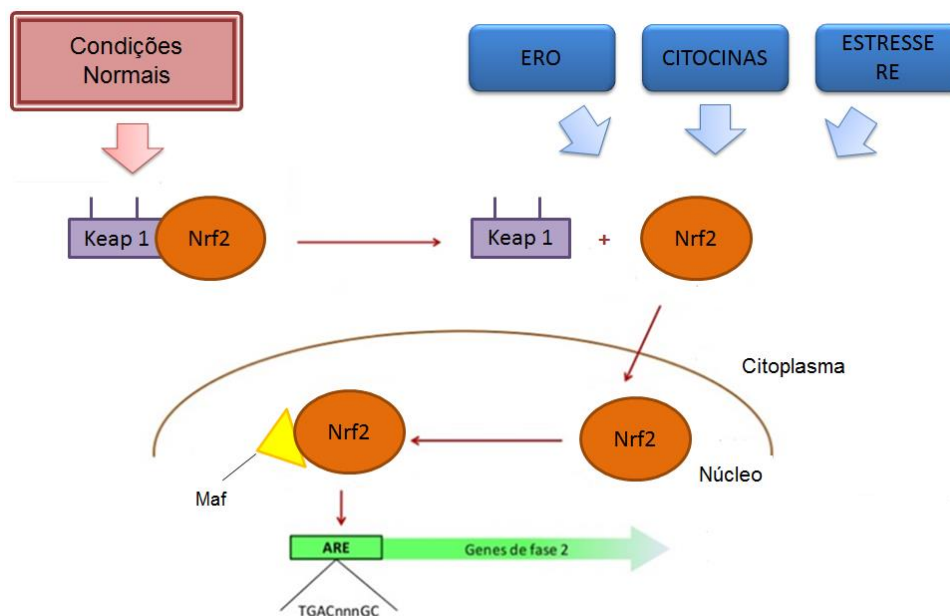 Condições
Normais
ERO
CITOCINAS
ESTRESSE
RE
Keap 1
Nrf2
Keap 1
+
Nrf2
Citoplasma
Nrf2
Nrf2
Núcleo
Maf
ARE
Genes de fase 2
TGACnnnGC